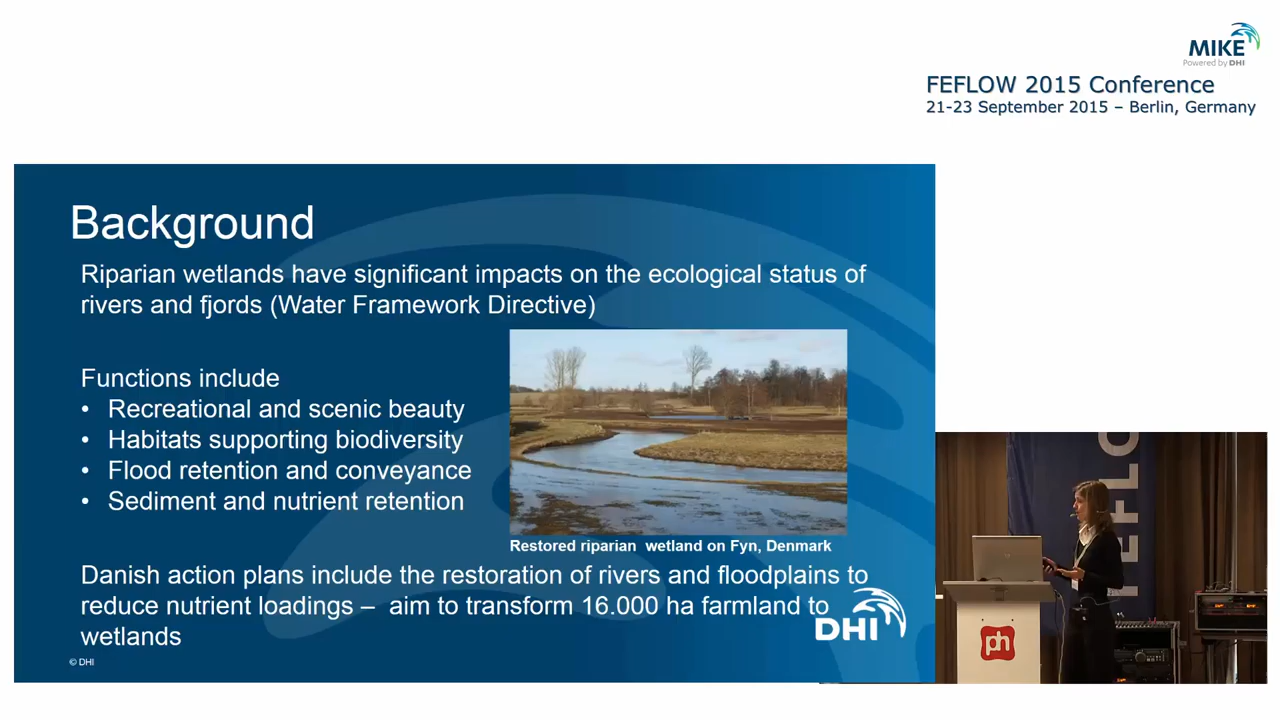 MIKE
Powered by DHI
FEFLOW 2015 Conference
21-23 September 2015 – Berlin, Germany
Background
Riparian wetlands have significant impacts on the ecological status of
rivers and fjords (Water Framework Directive)
Functions include
• Recreational and scenic beauty
• Habitats supporting biodiversity
• Flood retention and conveyance
• Sediment and nutrient retention
Restored riparian wetland on Fyn, Denmark
Danish action plans include the restoration of rivers and floodplains to
reduce nutrient loadings – aim to transform 16.000 ha farmland to
wetlands
DHI
© DHI
FEFLO
ph